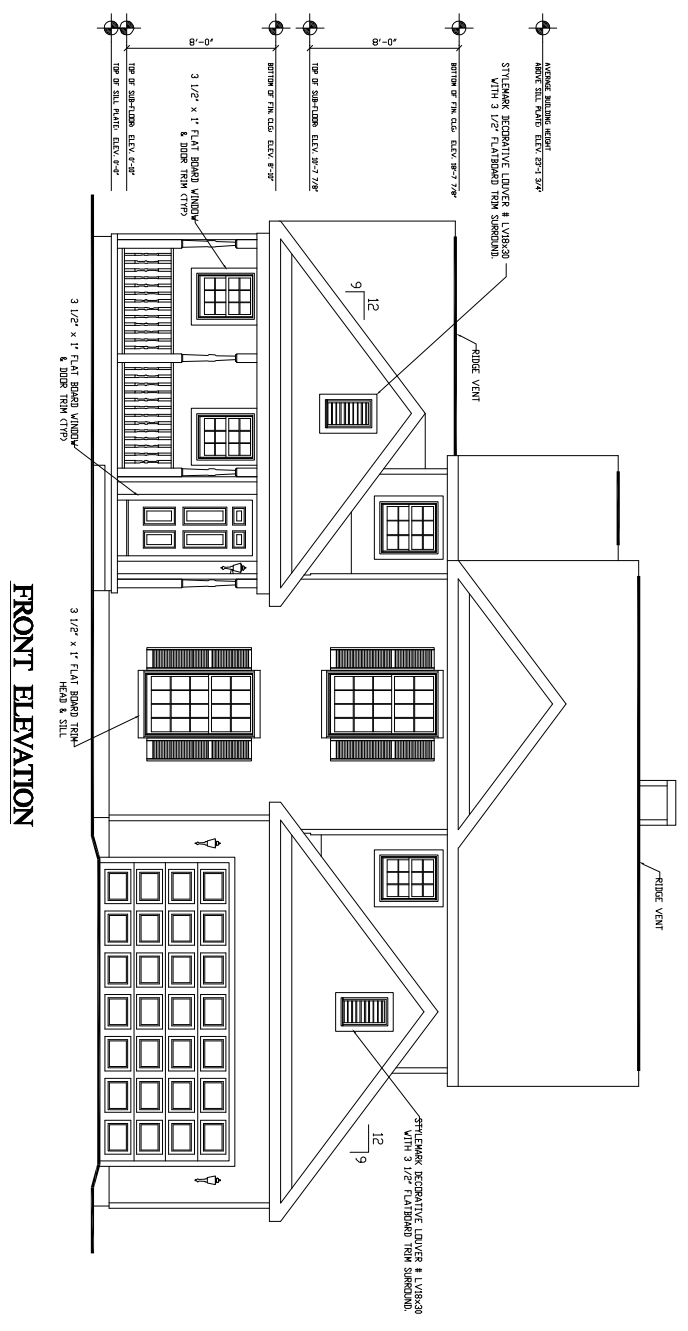 AVERAGE BUILDING HEIGHT
ABOVE SILL PLATE: ELEV. 23'-1 3/4"
STYLEMARK DECORATIVE LOUVER # LV18x30
WITH 3 1/2" FLATBOARD TRIM SURROUND.
RIDGE VENT
RIDGE VENT
BOTTOM OF FIN. CLG: ELEV. 18'-7 7/8"
8'-0"
TOP OF SUB-FLOOR: ELEV. 10'-7 7/8"
12
9
12
9
STYLEMARK DECORATIVE LOUVER # LV18x30
WITH 3 1/2" FLATBOARD TRIM SURROUND.
BOTTOM OF FIN. CLG: ELEV. 8'-10"
8'-0"
3 1/2" x 1" FLAT BOARD WINDOW
& DOOR TRIM (TYP)
TOP OF SUB-FLOOR: ELEV. 0'-10"
TOP OF SILL PLATE: ELEV. 0'-0"
3 1/2" x 1" FLAT BOARD WINDOW
& DOOR TRIM (TYP)
3 1/2" x 1" FLAT BOARD TRIM
HEAD & SILL
FRONT ELEVATION